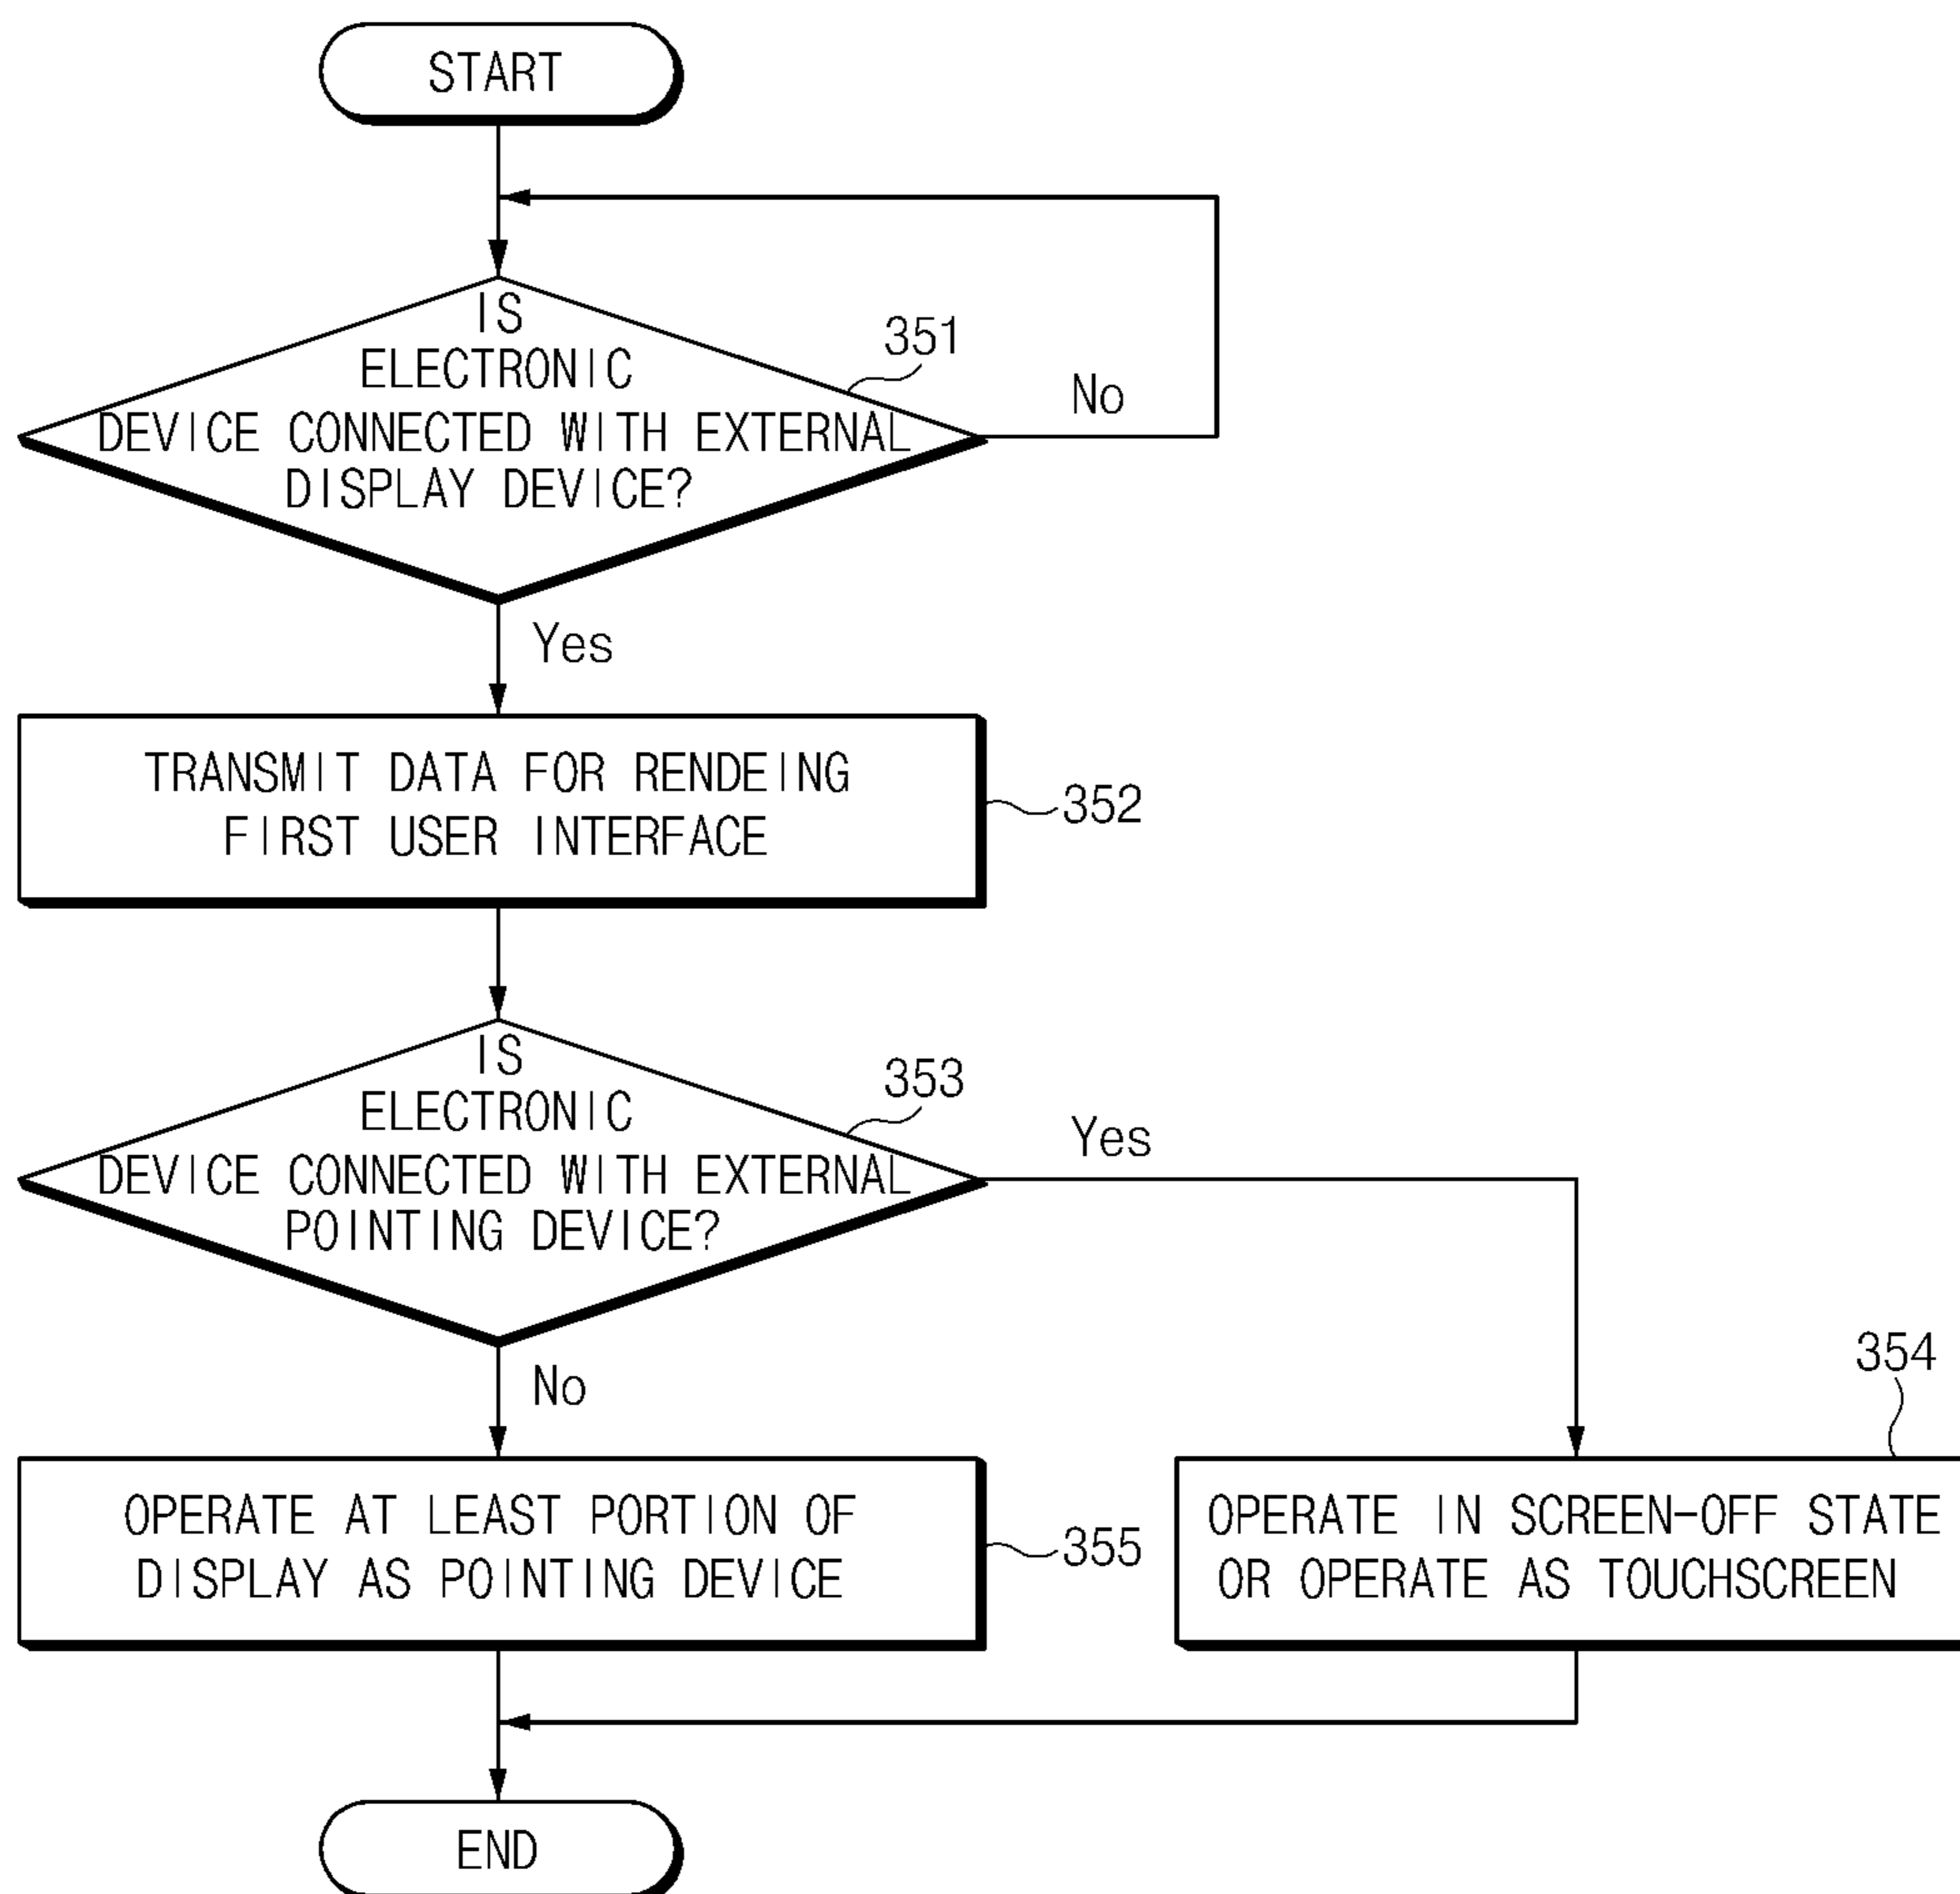 START
IS
ELECTRONIC
DEVICE CONNECTED WITH EXTERNAL
DISPLAY DEVICE?
351
No
Yes
TRANSMIT DATA FOR RENDEING
FIRST USER INTERFACE
352
IS
ELECTRONIC
DEVICE CONNECTED WITH EXTERNAL
POINTING DEVICE?
353
Yes
No
354
OPERATE AT LEAST PORTION OF
DISPLAY AS POINTING DEVICE
355
OPERATE IN SCREEN-OFF STATE
OR OPERATE AS TOUCHSCREEN
END